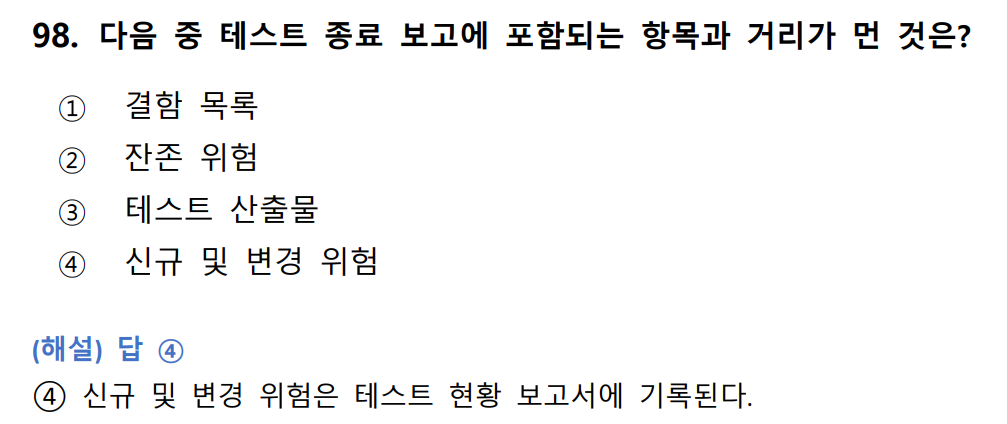 98. 다음 중 테스트 종료 보고에 포함되는 항목과 거리가 먼 것은?
① 결함 목록
② 잔존 위험
③ 테스트 산출물
④ 신규 및 변경 위험
(해설) 답 ④
④ 신규 및 변경 위험은 테스트 현황 보고서에 기록된다.